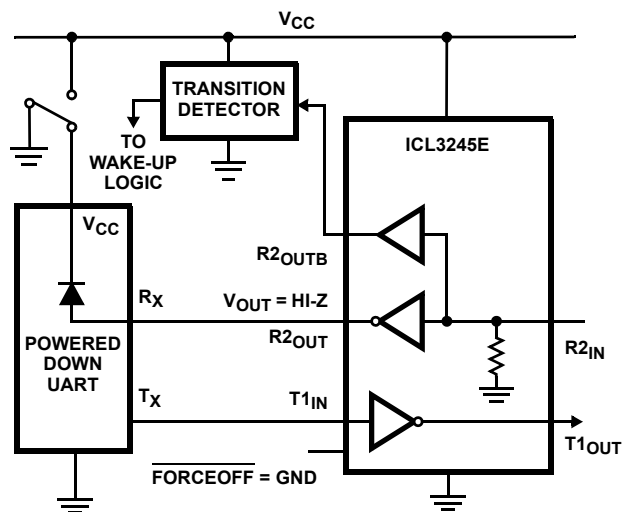 VCC
TRANSITION
DETECTOR
TO
WAKE-UP
LOGIC
ICL3245E
VCC
R2OUTB
RX
VOUT = HI-Z
R2OUT
R2IN
POWERED
DOWN
UART
TX
T1IN
T1OUT
FORCEOFF = GND